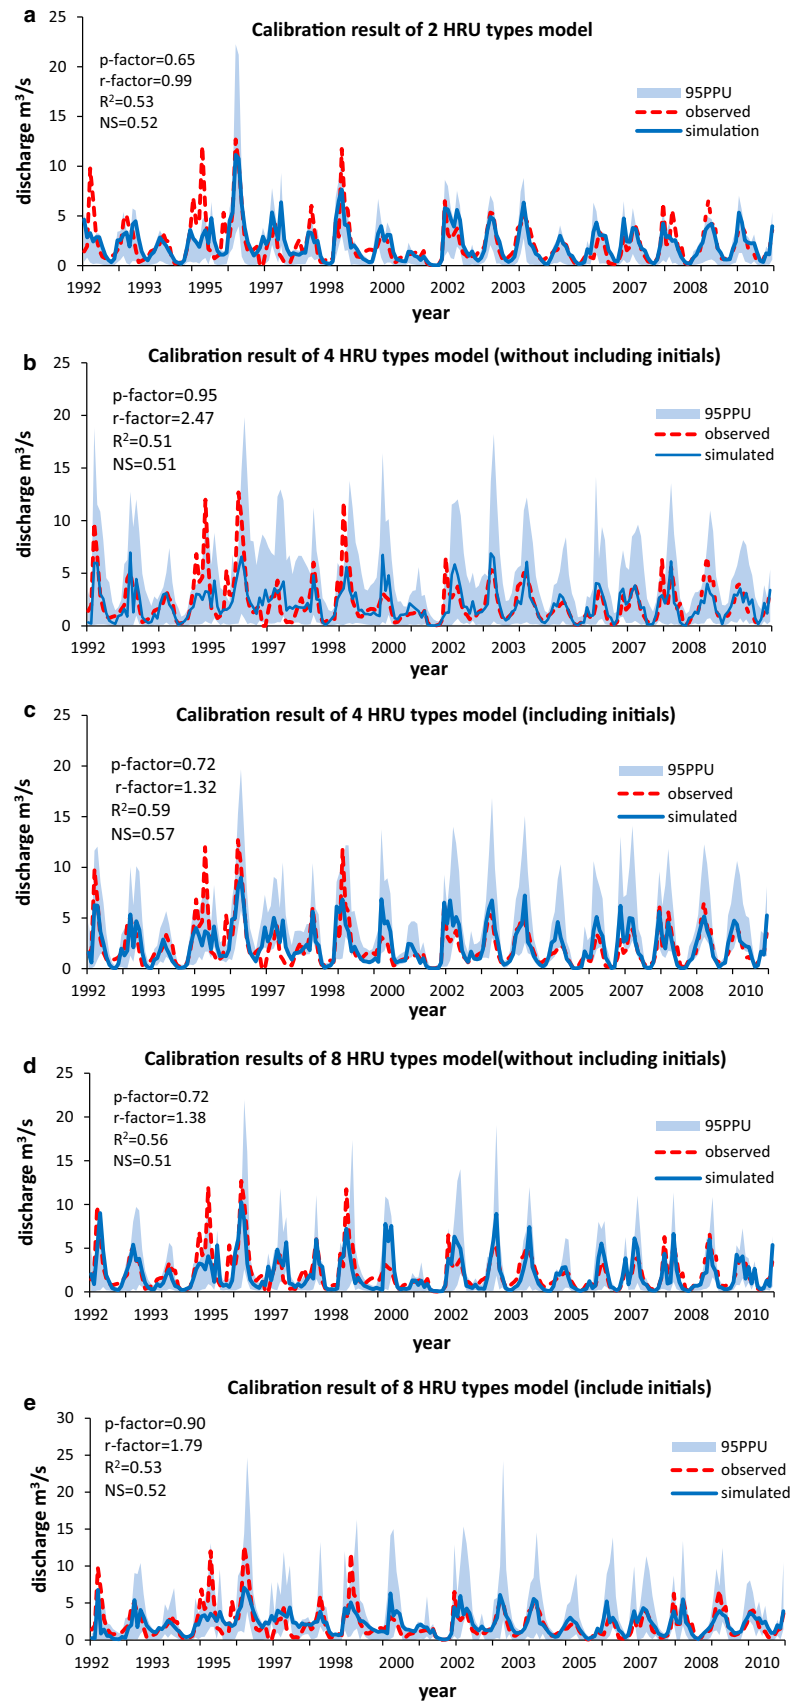 a
Calibration result of 2 HRU types model
p-factor=0.65
r-factor=0.99
R²=0.53
NS=0.52
95PPU
observed
simulation
discharge m³/s
25
20
15
10
5
0
1992 1993 1995 1997 1998 2000 2002 2003 2005 2007 2008 2010
year
b
Calibration result of 4 HRU types model (without including initials)
p-factor=0.95
r-factor=2.47
R²=0.51
NS=0.51
95PPU
observed
simulated
discharge m³/s
25
20
15
10
5
0
1992 1993 1995 1997 1998 2000 2002 2003 2005 2007 2008 2010
year
c
Calibration result of 4 HRU types model (including initials)
p-factor=0.72
r-factor=1.32
R²=0.59
NS=0.57
95PPU
observed
simulated
discharge m³/s
25
20
15
10
5
0
1992 1993 1995 1997 1998 2000 2002 2003 2005 2007 2008 2010
year
d
Calibration results of 8 HRU types model(without including initials)
p-factor=0.72
r-factor=1.38
R²=0.56
NS=0.51
95PPU
observed
simulated
discharge m³/s
25
20
15
10
5
0
1992 1993 1995 1997 1998 2000 2002 2003 2005 2007 2008 2010
year
e
Calibration result of 8 HRU types model (include initials)
p-factor=0.90
r-factor=1.79
R²=0.53
NS=0.52
95PPU
observed
simulated
discharge m³/s
30
25
20
15
10
5
0
1992 1993 1995 1997 1998 2000 2002 2003 2005 2007 2008 2010
year